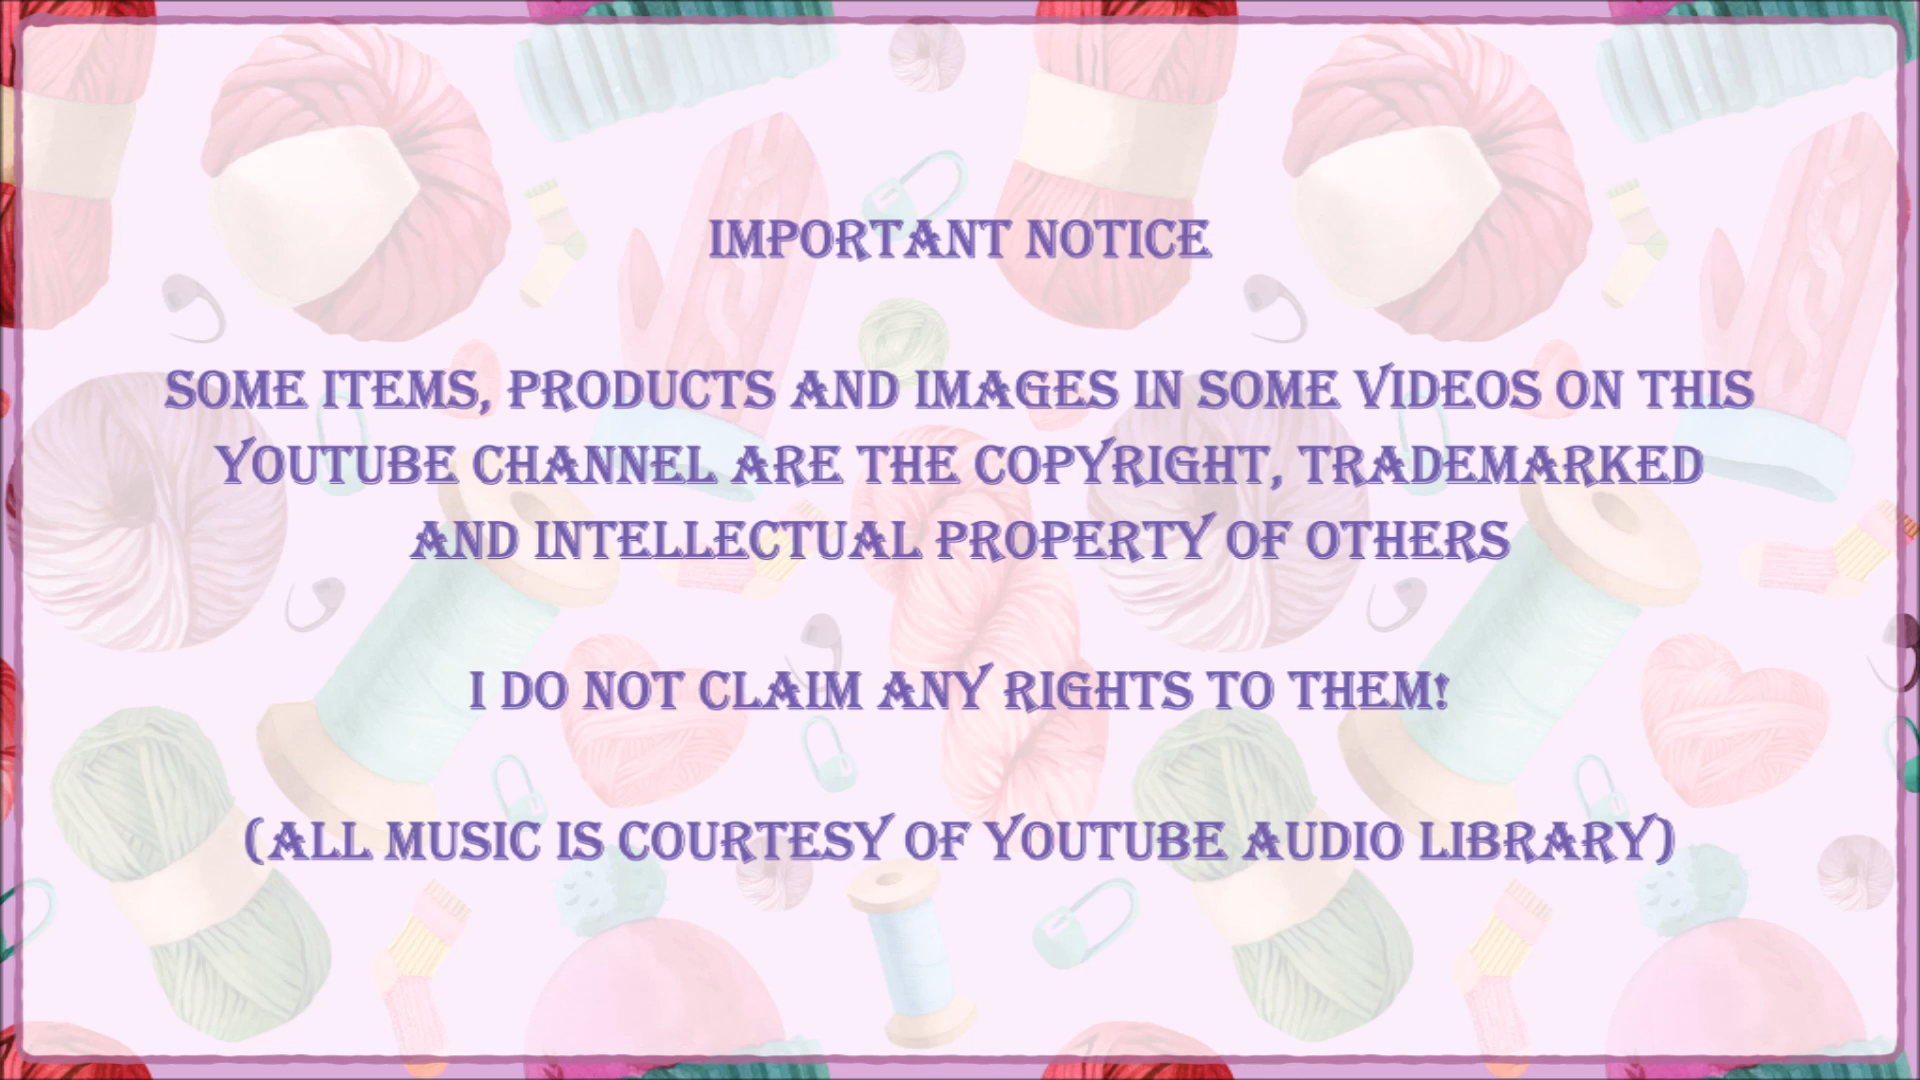 IMPORTANT NOTICE
SOME ITEMS, PRODUCTS AND IMAGES IN SOME VIDEOS ON THIS
YOUTUBE CHANNEL ARE THE COPYRIGHT, TRADEMARKED
AND INTELLECTUAL PROPERTY OF OTHERS
I DO NOT CLAIM ANY RIGHTS TO THEM!
(ALL MUSIC IS COURTESY OF YOUTUBE AUDIO LIBRARY)